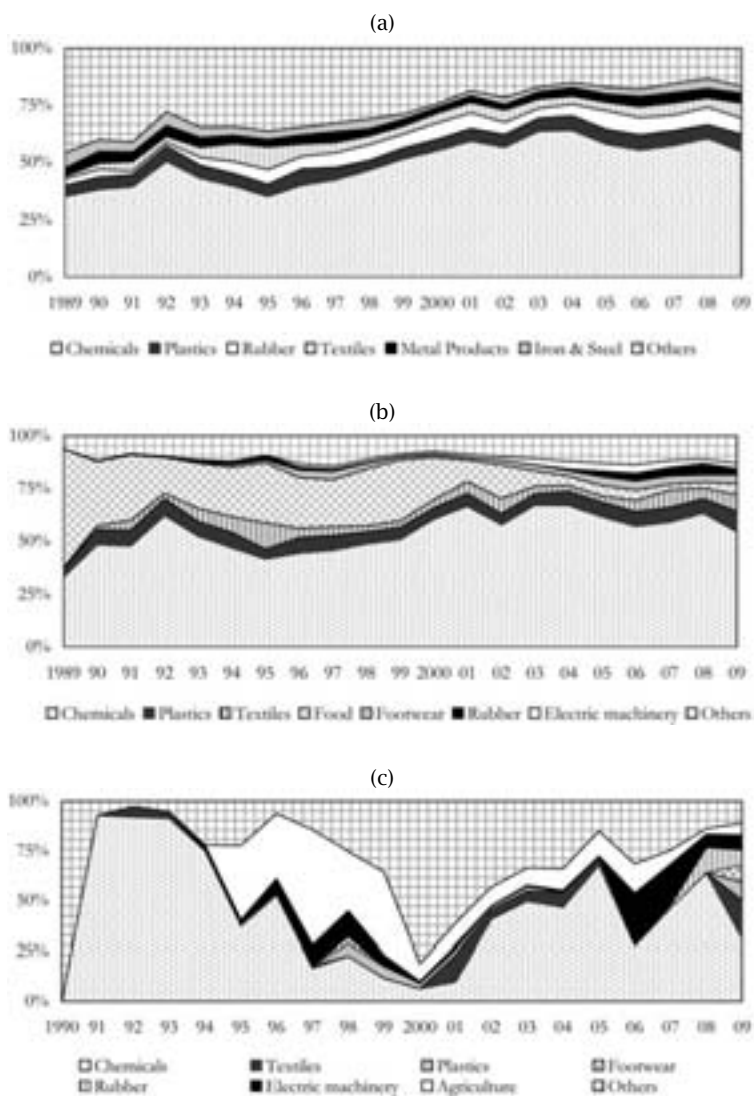 (a)
100%
75%
50%
25%
0%
1989 90 91 92 93 94 95 96 97 98 99 2000 01 02 03 04 05 06 07 08 09
Chemicals Plastics Rubber Textiles Metal Products Iron & Steel Others
(b)
100%
75%
50%
25%
0%
1989 90 91 92 93 94 95 96 97 98 99 2000 01 02 03 04 05 06 07 08 09
Chemicals Plastics Textiles Food Footwear Rubber Electric machinery Others
(c)
100%
75%
50%
25%
0%
1990 91 92 93 94 95 96 97 98 99 2000 01 02 03 04 05 06 07 08 09
Chemicals Textiles Plastics Footwear
Rubber Electric machinery Agriculture Others